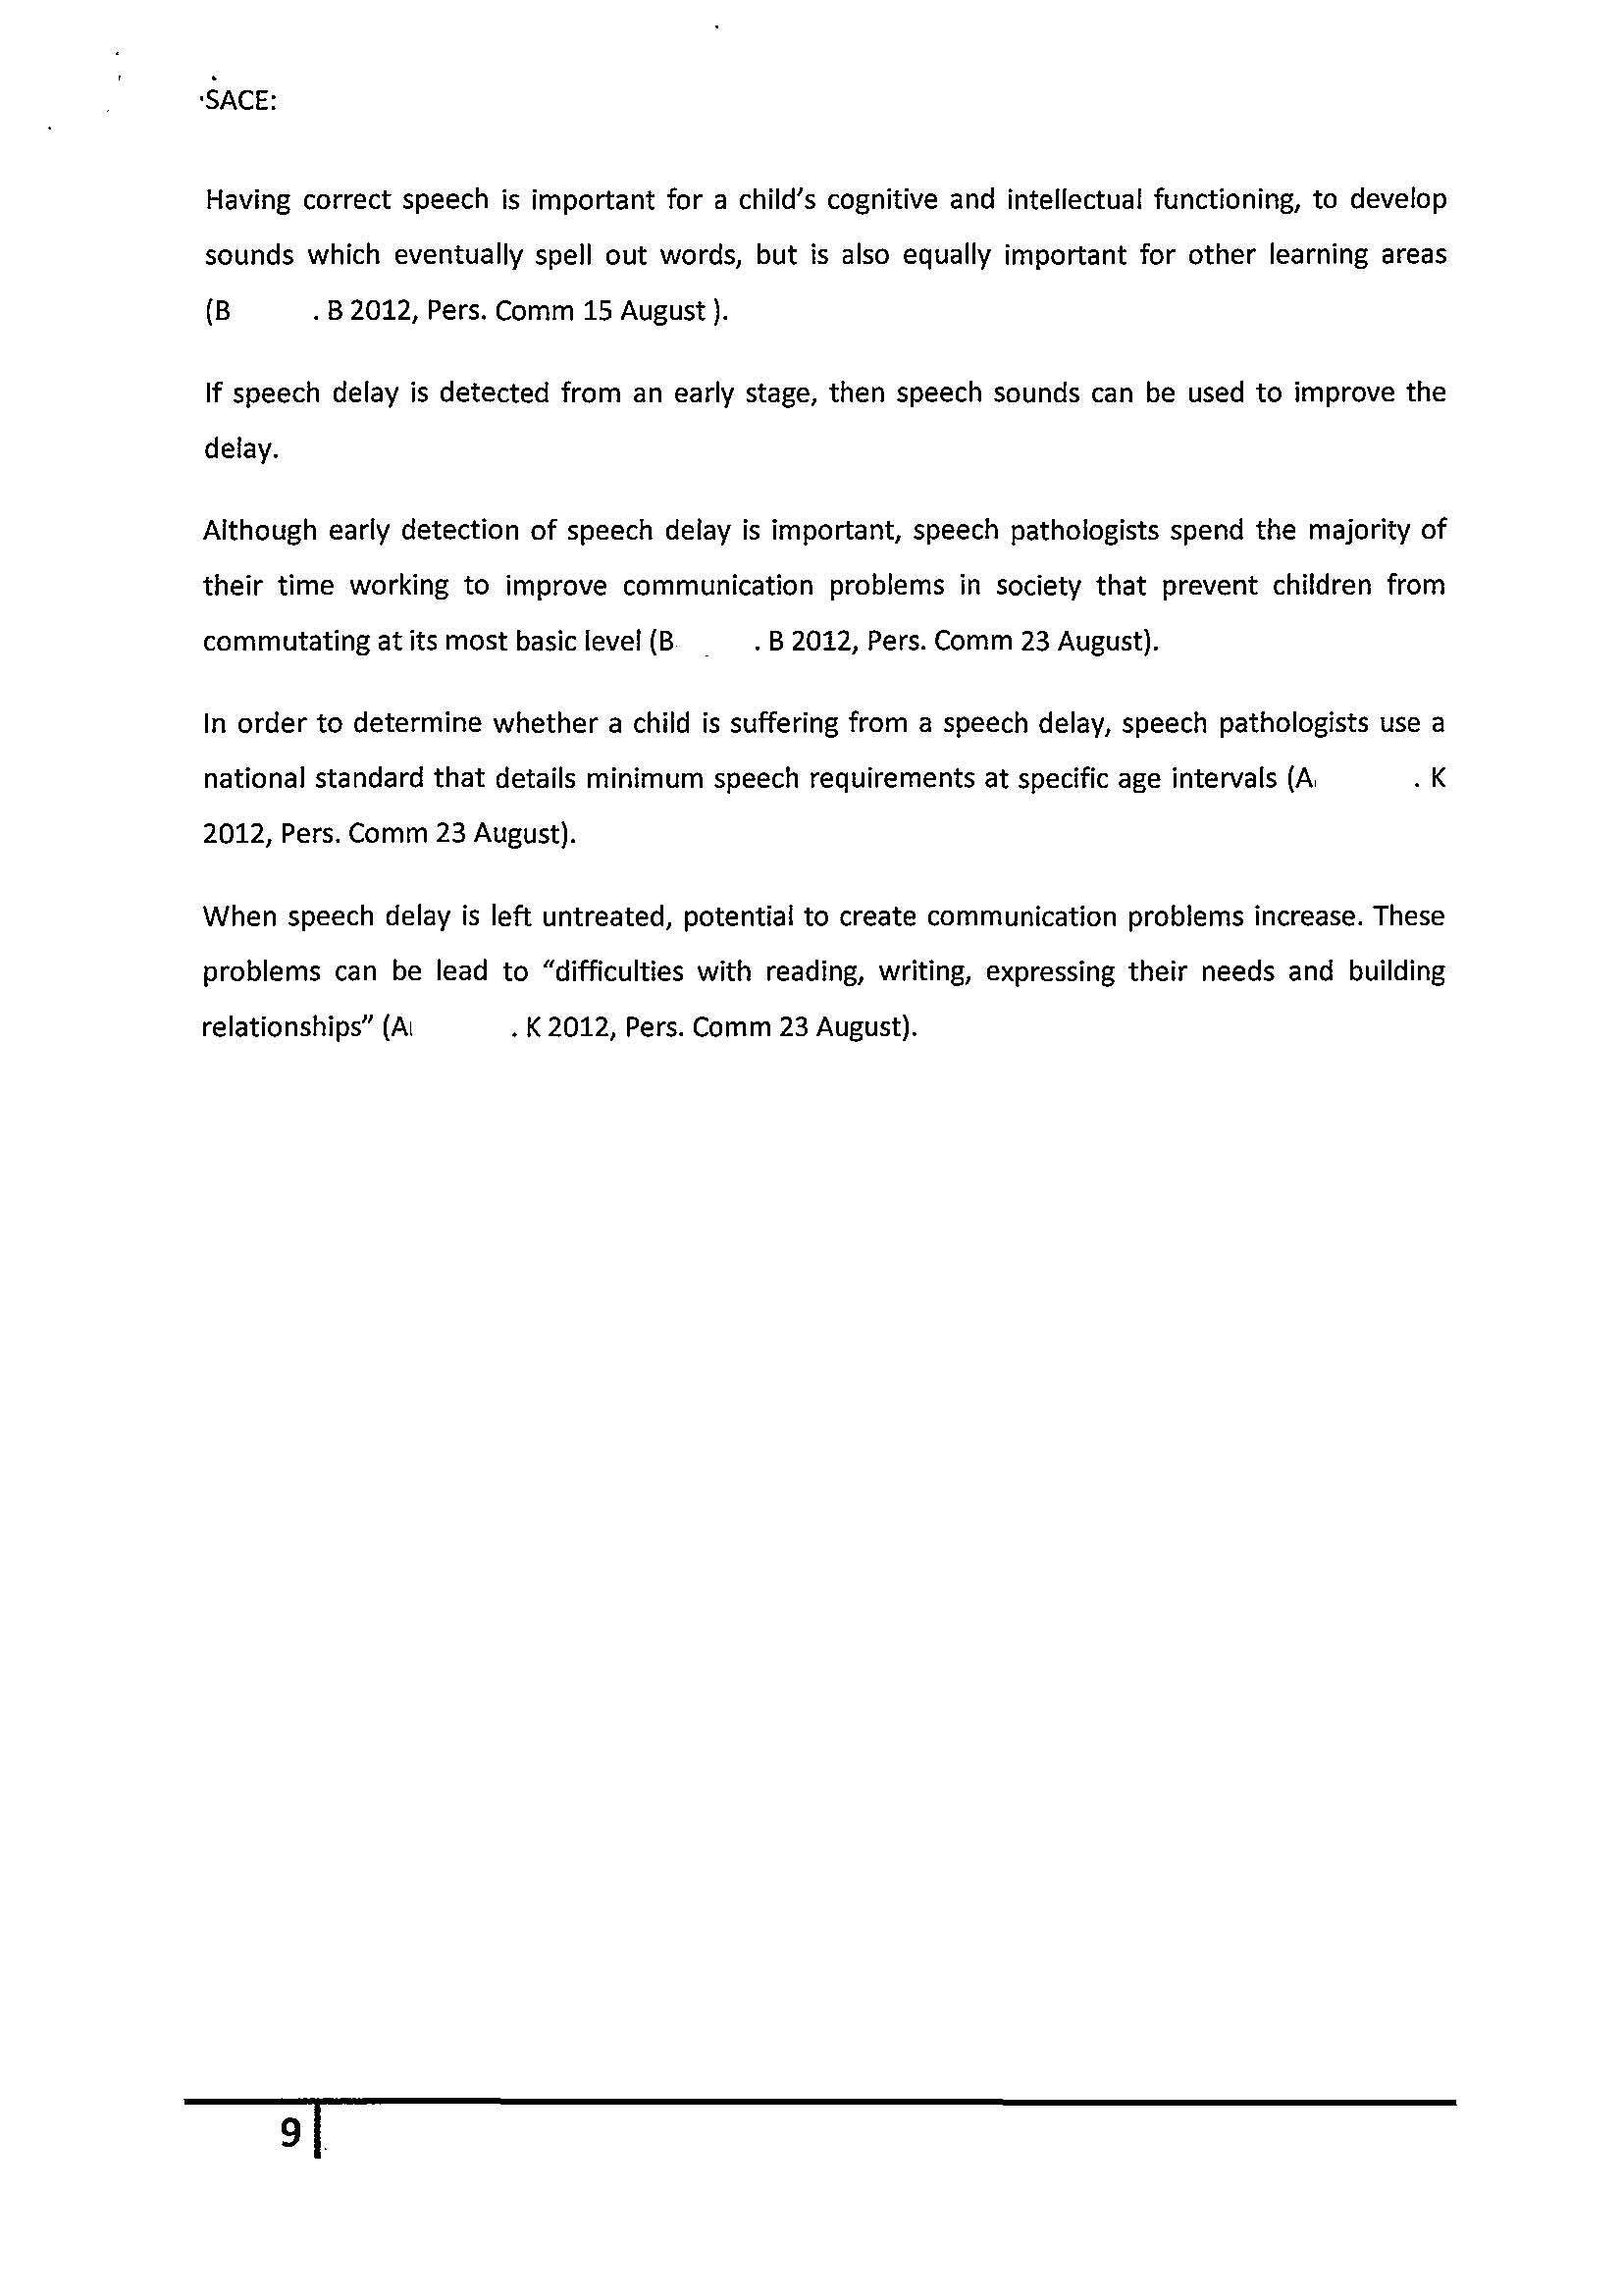 SACE:
Having correct speech is important for a child's cognitive and intellectual functioning, to develop
sounds which eventually spell out words, but is also equally important for other learning areas
(B . B 2012, Pers. Comm 15 August ).
If speech delay is detected from an early stage, then speech sounds can be used to improve the
delay.
Although early detection of speech delay is important, speech pathologists spend the majority of
their time working to improve communication problems in society that prevent children from
commutating at its most basic level (B . B 2012, Pers. Comm 23 August).
In order to determine whether a child is suffering from a speech delay, speech pathologists use a
national standard that details minimum speech requirements at specific age intervals (A . K
2012, Pers. Comm 23 August).
When speech delay is left untreated, potential to create communication problems increase. These
problems can be lead to "difficulties with reading, writing, expressing their needs and building
relationships" (A . K 2012, Pers. Comm 23 August).
9